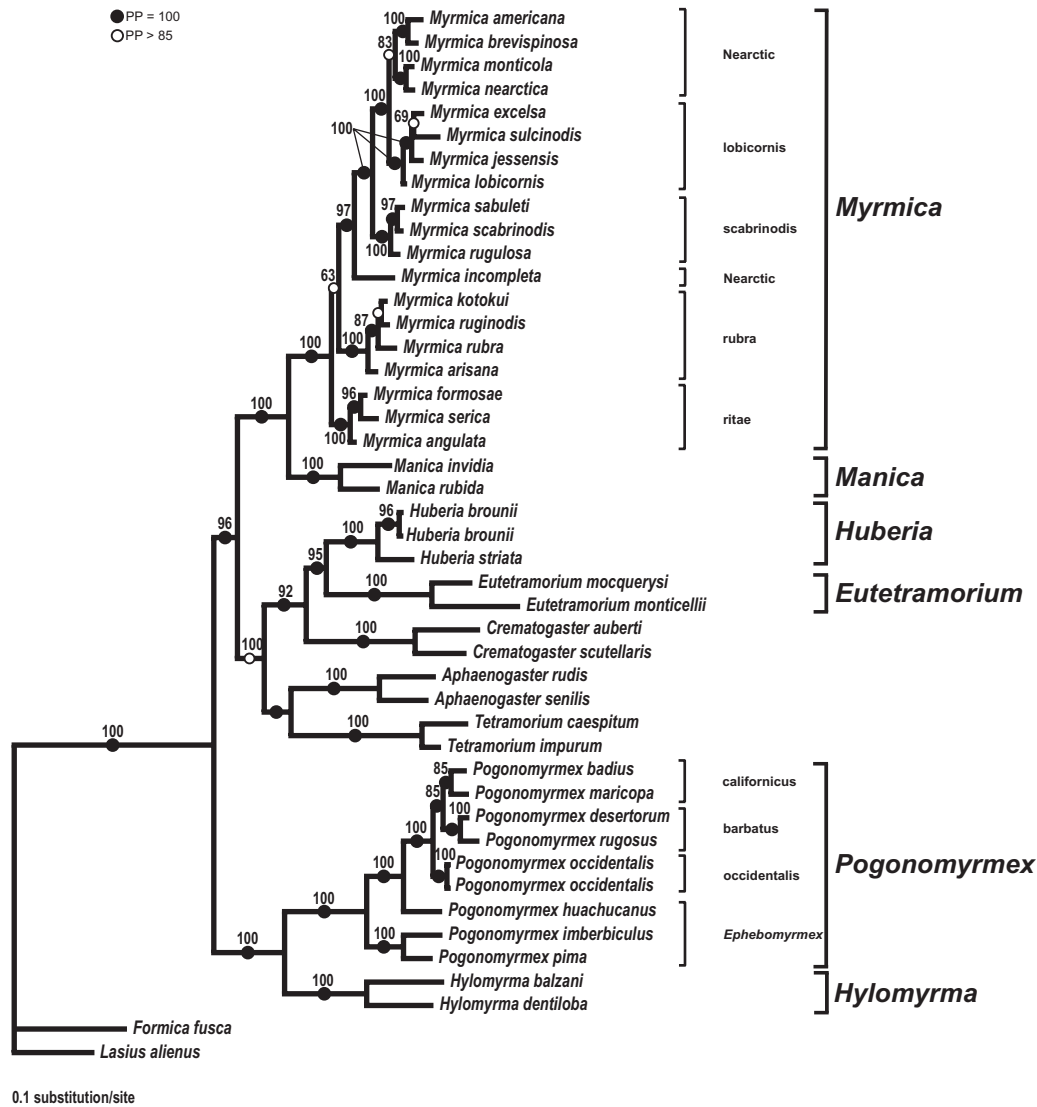 PP = 100
PP > 85
100
Myrmica americana
Myrmica brevispinosa
83
100
Myrmica monticola
Myrmica nearctica
Nearctic
100
69
Myrmica excelsa
100
Myrmica sulcinodis
Myrmica jessensis
Myrmica lobicornis
lobicornis
97
97
Myrmica sabuleti
Myrmica scabrinodis
100
Myrmica rugulosa
scabrinodis
Myrmica
63
Myrmica incompleta
Nearctic
Myrmica kotokui
87
Myrmica ruginodis
100
100
Myrmica rubra
Myrmica arisana
rubra
96
Myrmica formosae
Myrmica serica
100
Myrmica angulata
ritae
100
100
Manica invidia
Manica rubida
Manica
96
96
Huberia brounii
Huberia brounii
100
Huberia striata
Huberia
95
92
100
Eutetramorium mocquerysi
Eutetramorium monticellii
Eutetramorium
100
Crematogaster auberti
Crematogaster scutellaris
100
100
Aphaenogaster rudis
Aphaenogaster senilis
100
Tetramorium caespitum
Tetramorium impurum
100
85
Pogonomyrmex badius
Pogonomyrmex maricopa
californicus
85
100
Pogonomyrmex desertorum
Pogonomyrmex rugosus
barbatus
100
100
Pogonomyrmex occidentalis
Pogonomyrmex occidentalis
occidentalis
Pogonomyrmex
100
100
Pogonomyrmex huachucanus
100
Pogonomyrmex imberbiculus
Pogonomyrmex pima
Ephebomyrmex
100
100
Hylomyrma balzani
Hylomyrma dentiloba
Hylomyrma
Formica fusca
Lasius alienus
0.1 substitution/site